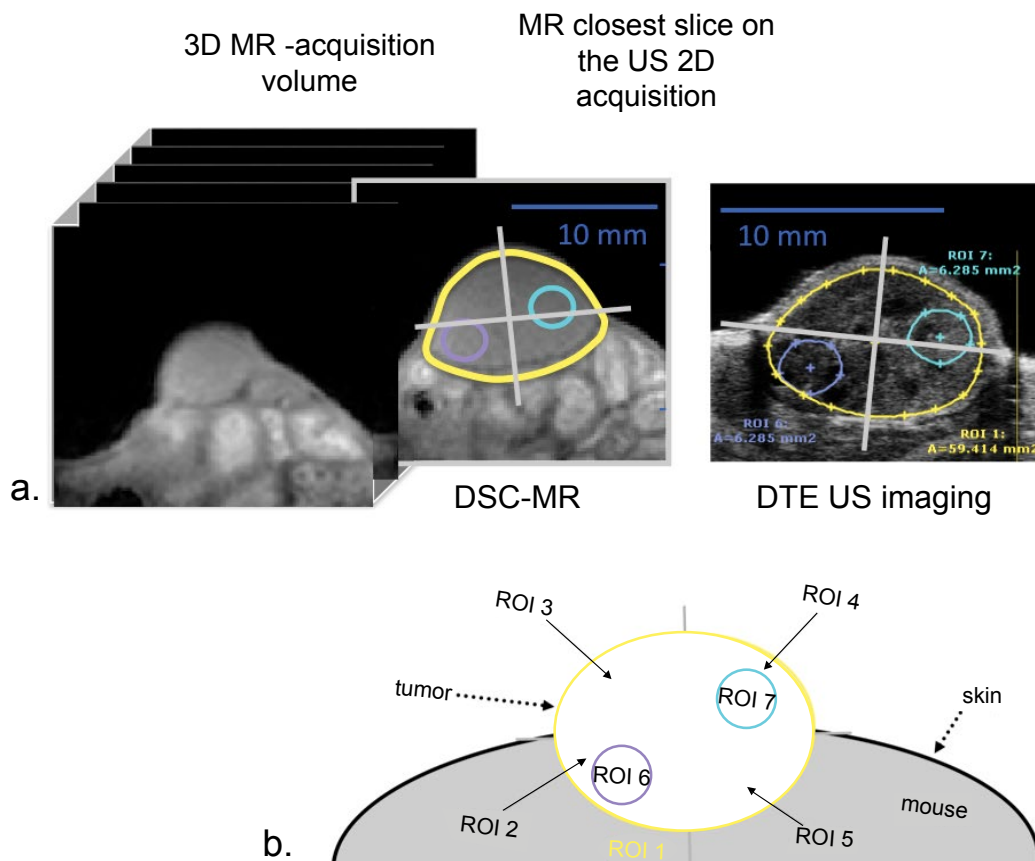 3D MR -acquisition
volume
MR closest slice on
the US 2D
acquisition
10 mm
10 mm
ROI 7:
A=6.285 mm2
ROI 6:
A=6.285 mm2
ROI 1:
A=59.414 mm2
a.
DSC-MR
DTE US imaging
ROI 3
ROI 4
tumor
ROI 7
skin
ROI 6
mouse
ROI 2
ROI 5
ROI 1
b.